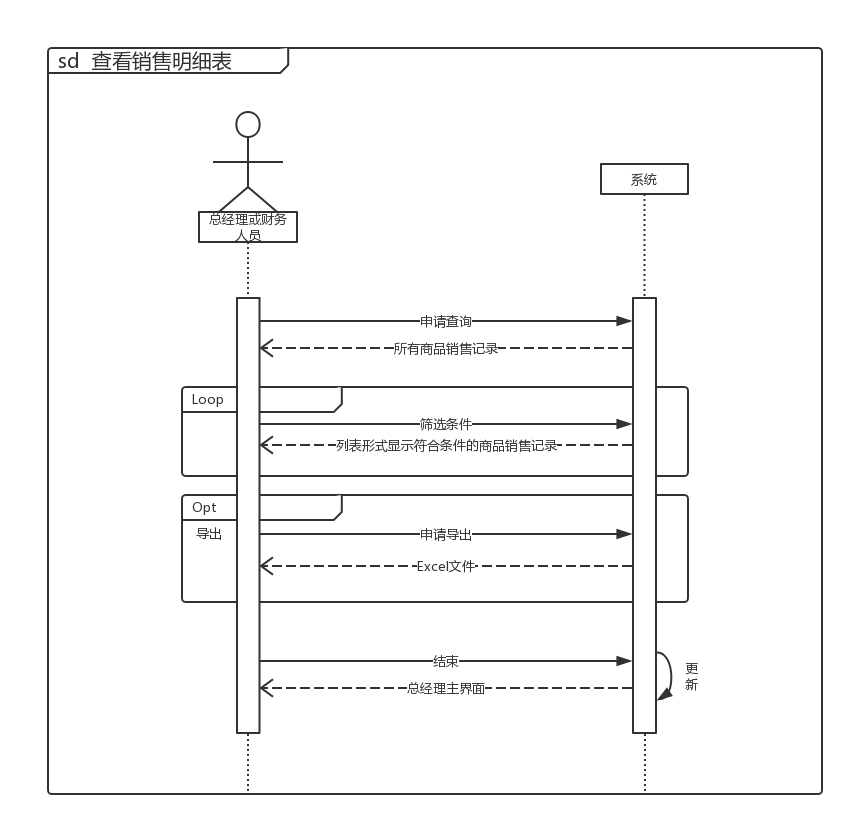 sd 查看销售明细表
系统
总经理或财务
人员
申请查询
所有商品销售记录
Loop
筛选条件
列表形式显示符合条件的商品销售记录
Opt
导出
申请导出
Excel文件
结束
更
新
总经理主界面